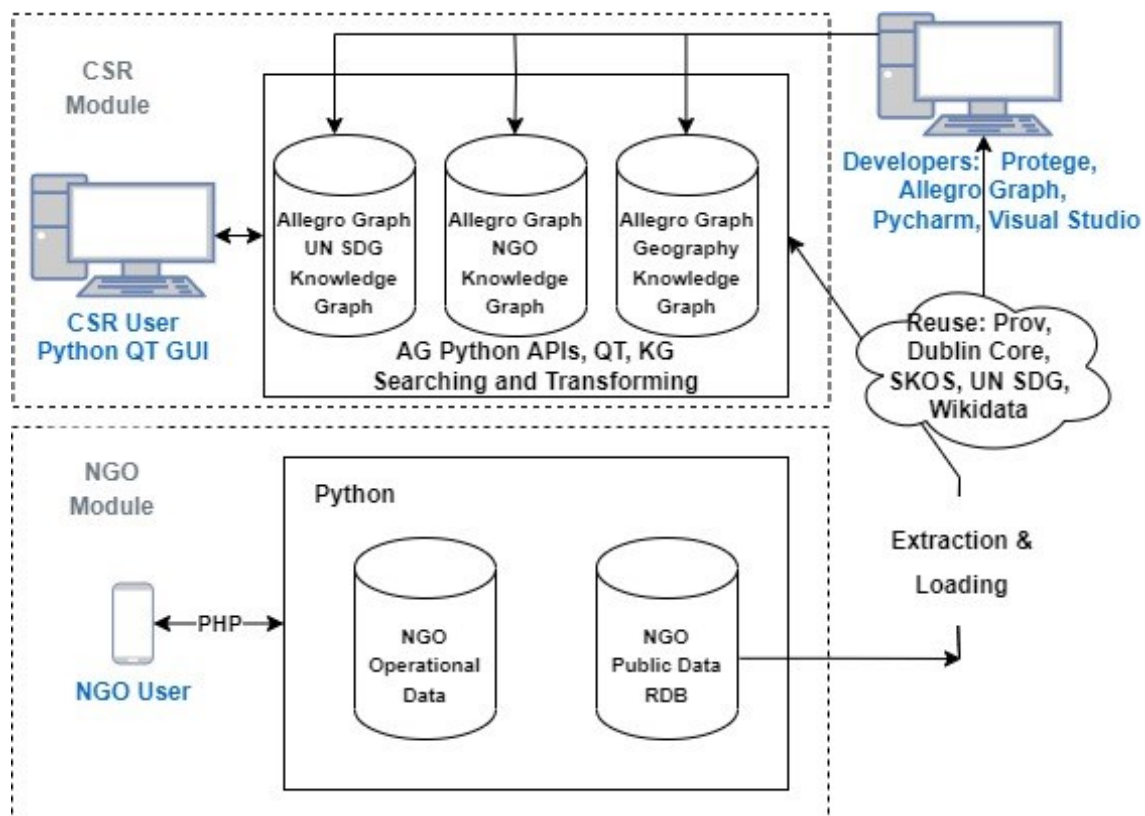 CSR
Module
Allegro Graph
UN SDG
Knowledge
Graph
Allegro Graph
NGO
Knowledge
Graph
Allegro Graph
Geography
Knowledge
Graph
AG Python APIs, QT, KG
Searching and Transforming
CSR User
Python QT GUI
Developers: Protege,
Allegro Graph,
Pycharm, Visual Studio
Reuse: Prov,
Dublin Core,
SKOS, UN SDG,
Wikidata
Extraction &
Loading
NGO
Module
Python
NGO
Operational
Data
NGO
Public Data
RDB
PHP
NGO User